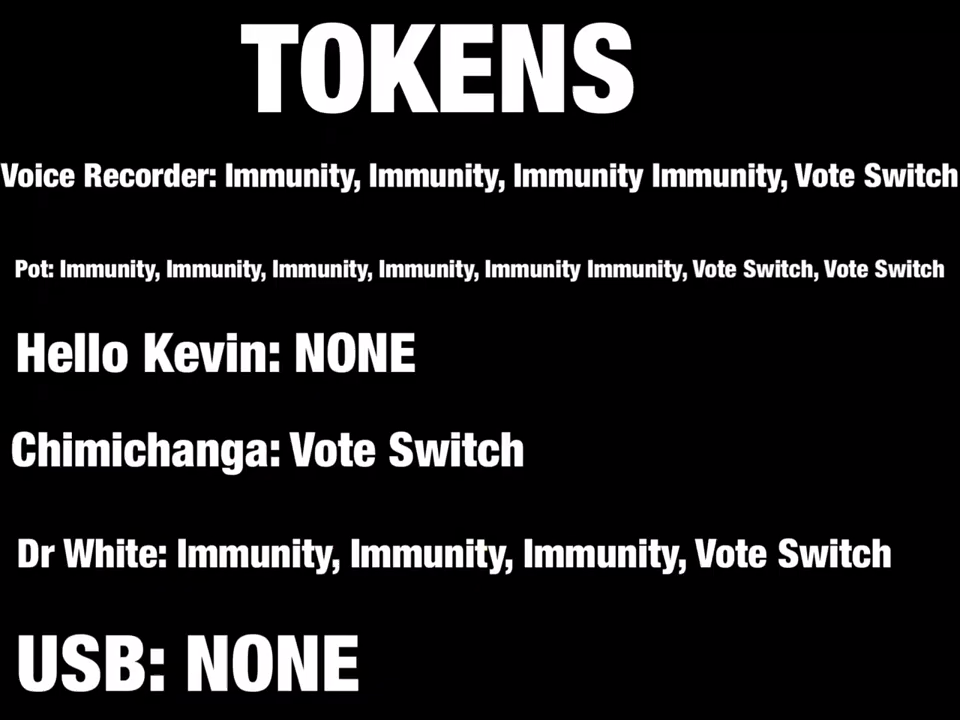 TOKENS
Voice Recorder: Immunity, Immunity, Immunity Immunity, Vote Switch
Pot: Immunity, Immunity, Immunity, Immunity, Immunity Immunity, Vote Switch, Vote Switch
Hello Kevin: NONE
Chimichanga: Vote Switch
Dr White: Immunity, Immunity, Immunity, Vote Switch
USB: NONE